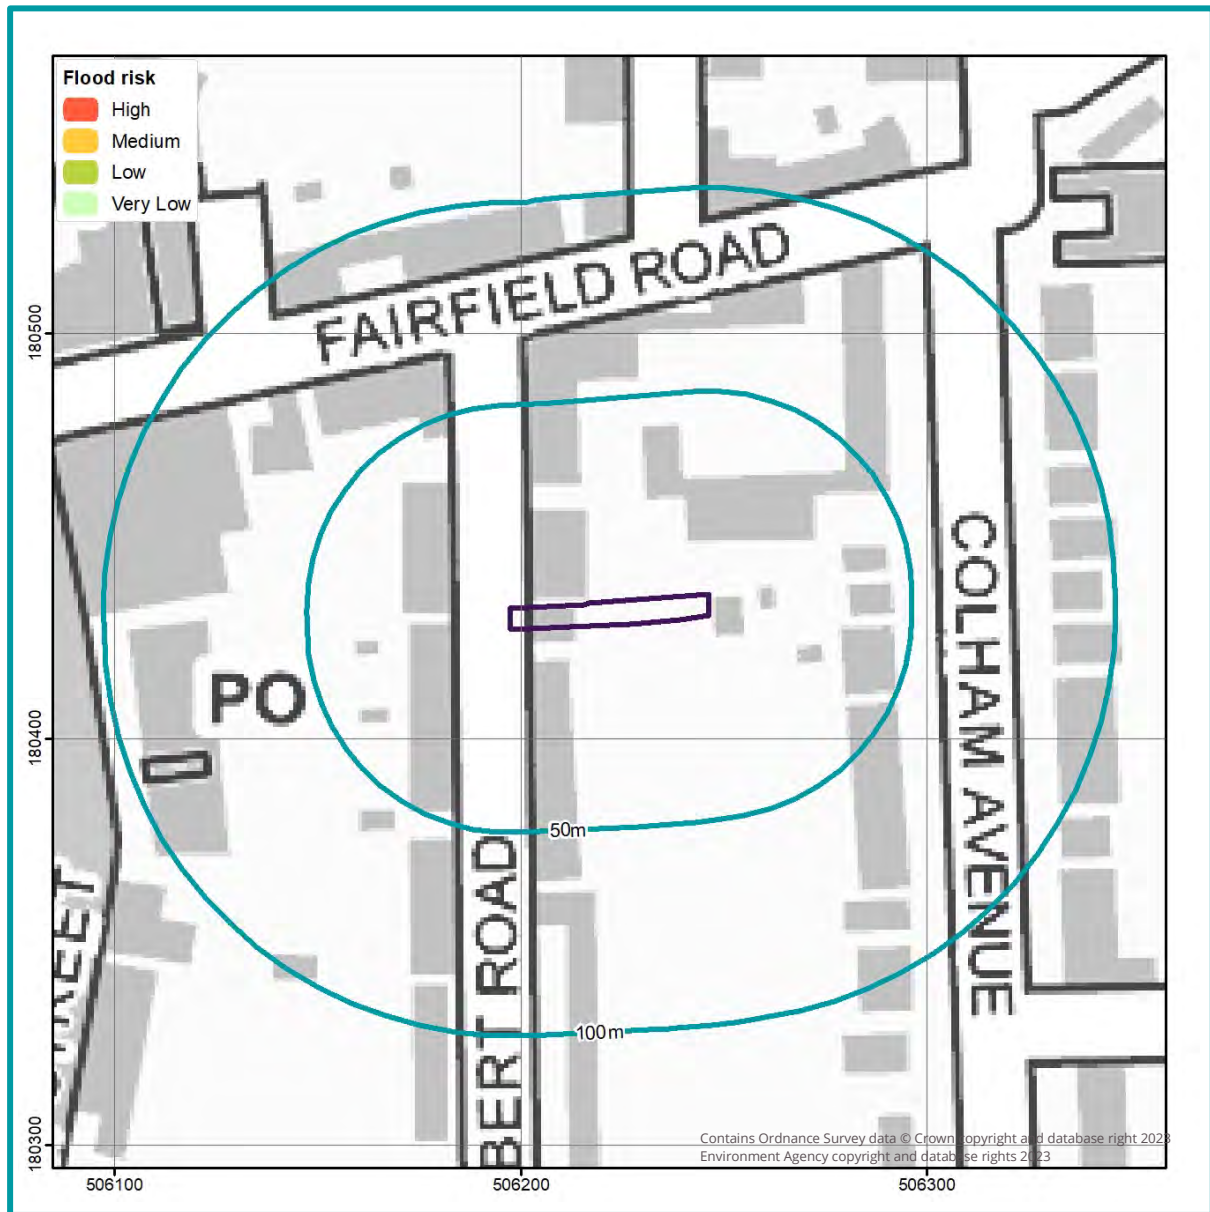 Flood risk
High
Medium
Low
Very Low
FAIRFIELD ROAD
COLHAM AVENUE
PO
50m
BERT ROAD
REET
100m
180500
180400
180300
506100
506200
506300
Contains Ordnance Survey data © Crown copyright and database right 2023
Environment Agency copyright and database rights 2023